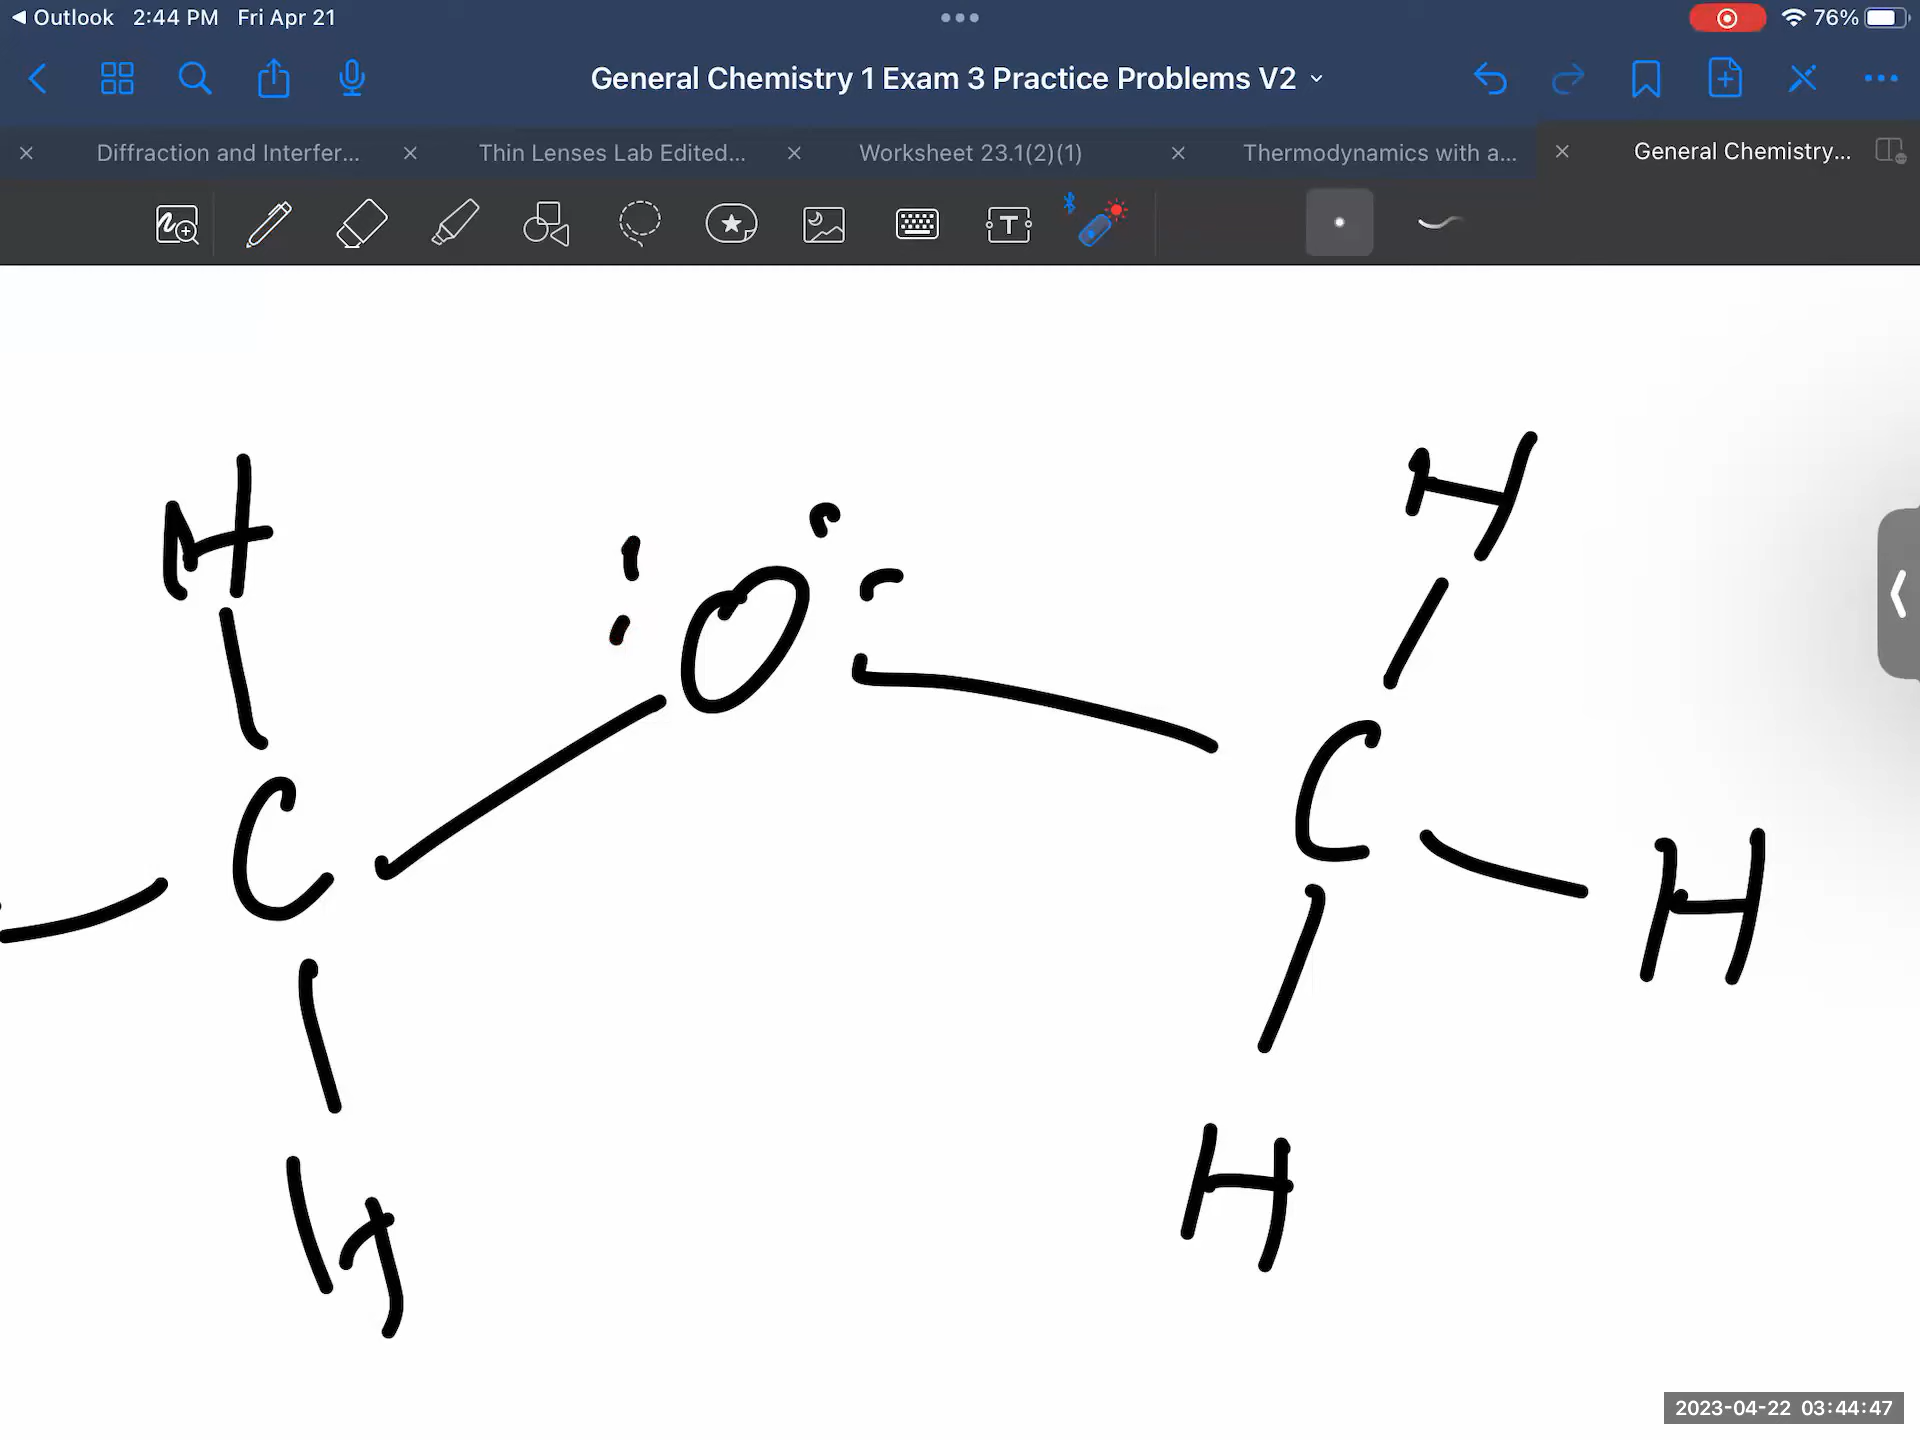 Outlook 2:44 PM Fri Apr 21 76%
General Chemistry 1 Exam 3 Practice Problems V2
Diffraction and Interfer... Thin Lenses Lab Edited... Worksheet 23.1(2)(1) Thermodynamics with a... General Chemistry...
T
H H
O
C C H
H H
2023-04-22 03:44:47